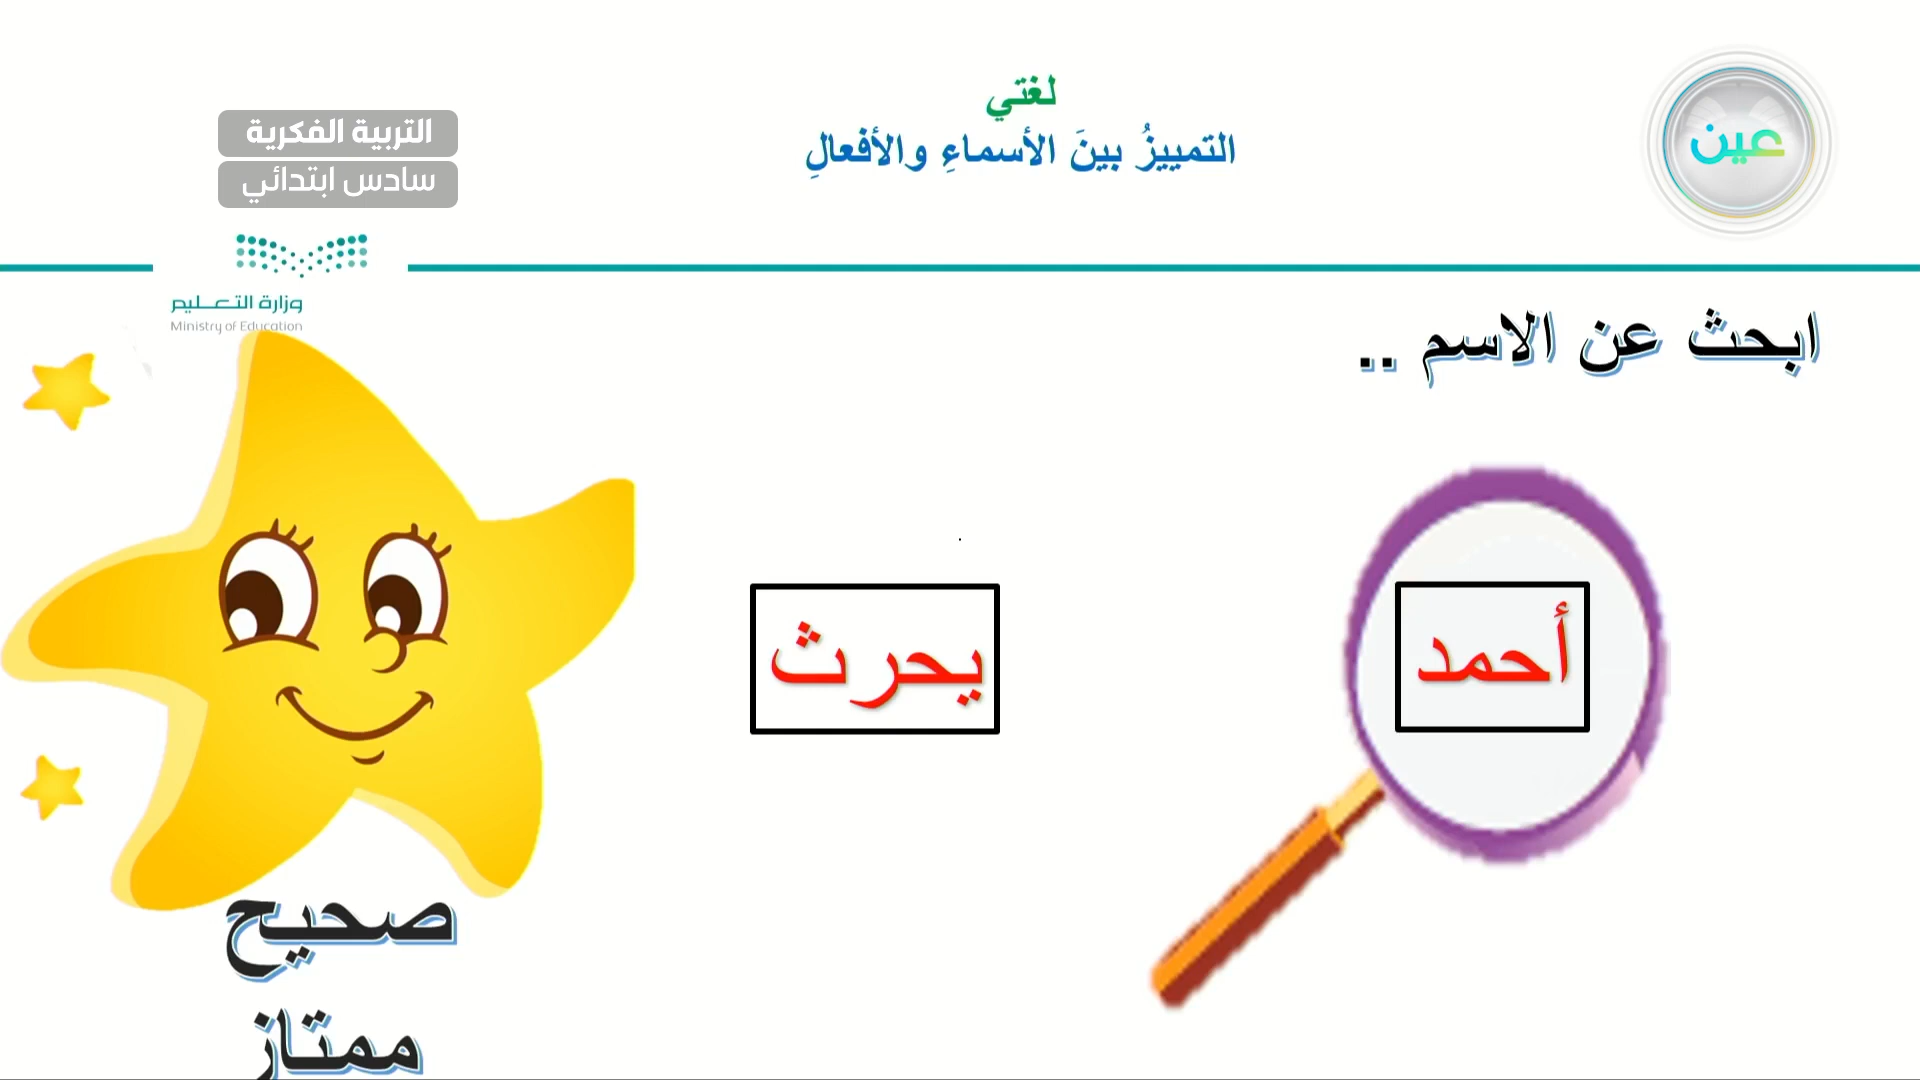 لغتي
التمييزُ بينَ الأسماءِ والأفعالِ
عين
التربية الفكرية
سادس ابتدائي
وزارة التعليم
Ministry of Education
ابحث عن الاسم ..
أحمد
يحرث
صحيح
ممتاز